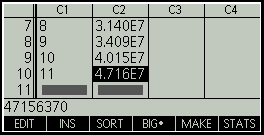 C1 C2 C3 C4
7 8 3.140E7
8 9 3.409E7
9 10 4.015E7
10 11 4.716E7
11
47156370
EDIT INS SORT BIG• MAKE STATS